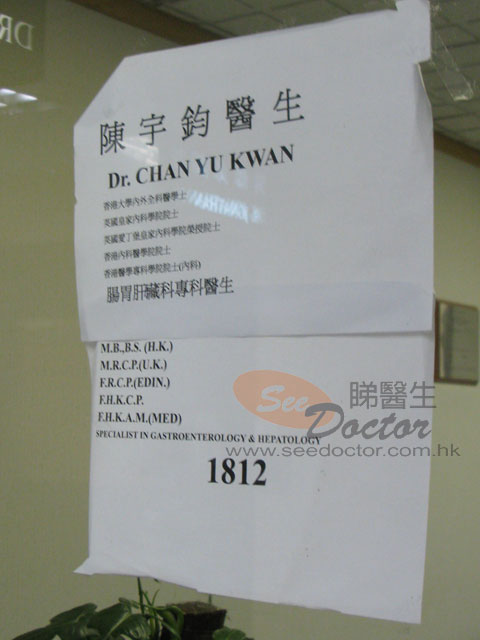 陳宇鈞醫生
Dr. CHAN YU KWAN
香港大學內外全科醫學士
英國皇家內科學院院士
英國愛丁堡皇家內科學院榮授院士
香港內科醫學院院士
香港醫學專科學院院士(內科)
腸胃肝臟科專科醫生
M.B.,B.S. (H.K.)
M.R.C.P.(U.K.)
F.R.C.P.(EDIN.)
F.H.K.C.P.
F.H.K.A.M.(MED)
SPECIALIST IN GASTROENTEROLOGY & HEPATOLOGY
1812
See Doctor 睇醫生
www.seedoctor.com.hk